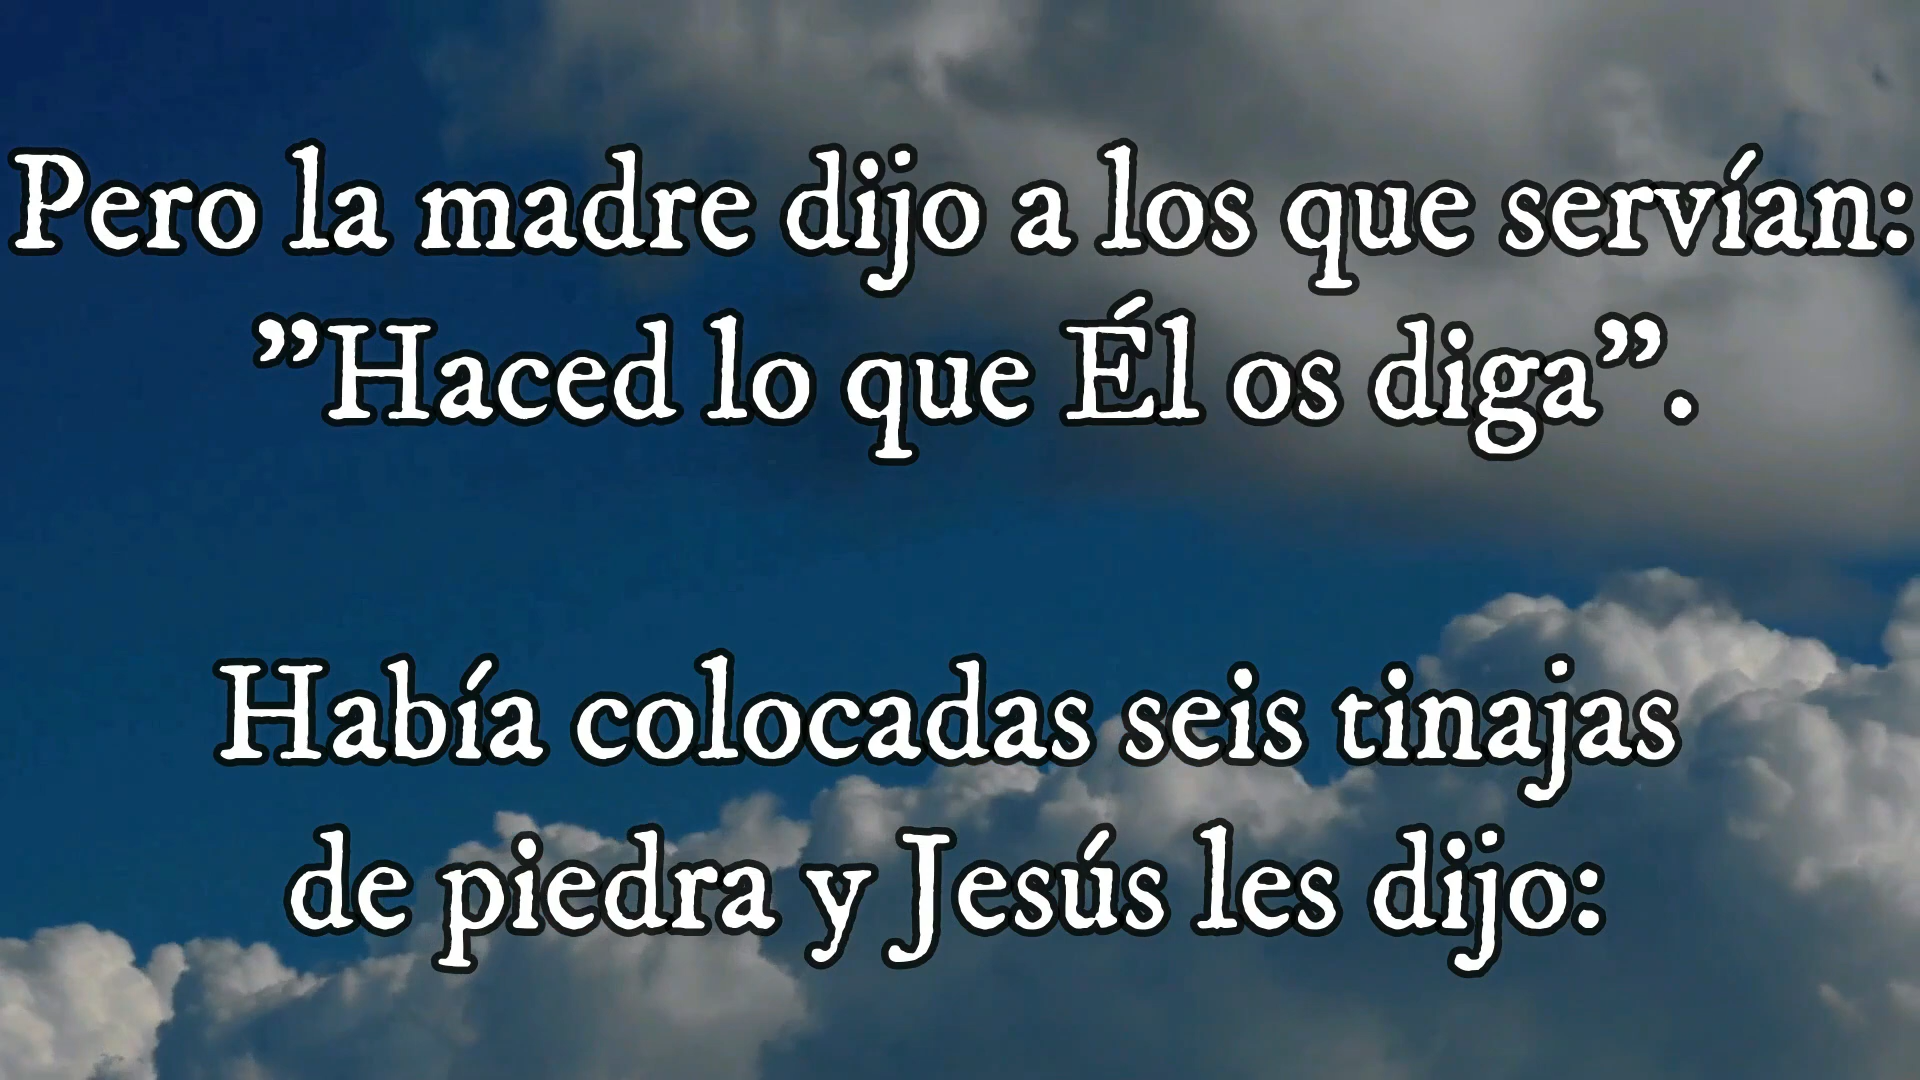 Pero la madre dijo a los que servían:
”Haced lo que Él os diga”.
Había colocadas seis tinajas
de piedra y Jesús les dijo: